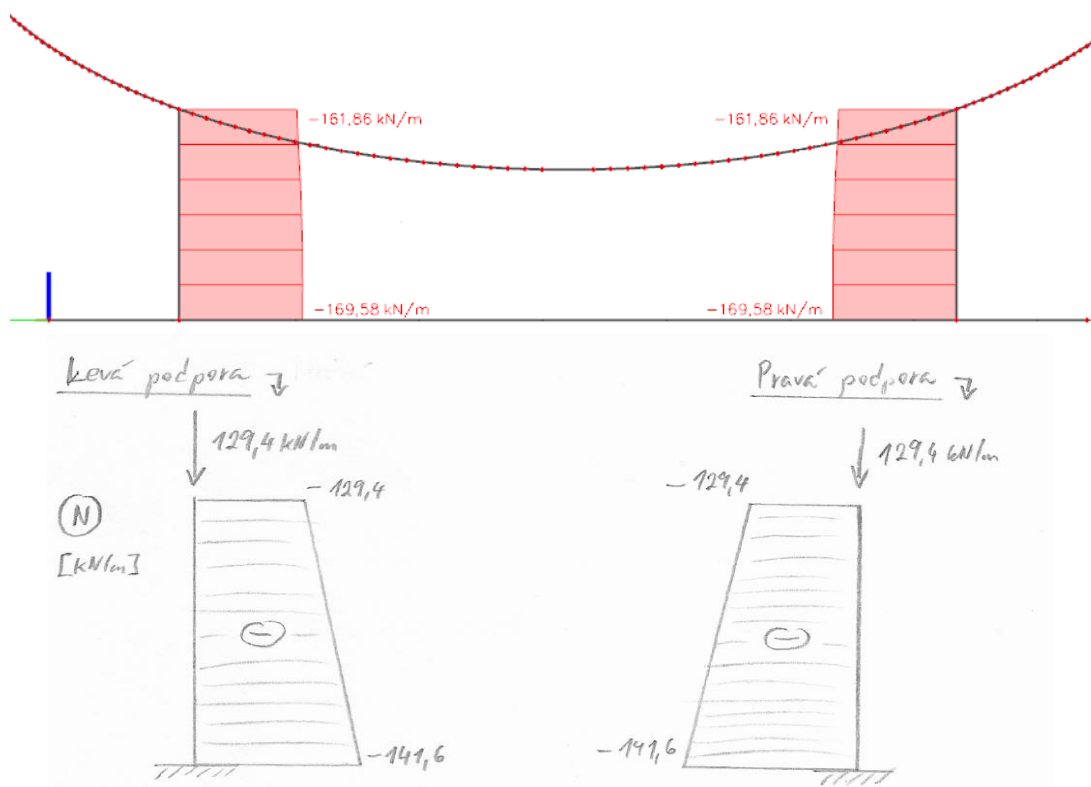 -161,86 kN/m
-161,86 kN/m
-169,58 kN/m
-169,58 kN/m
Levá podpora
Pravá podpora
129,4 kN/m
129,4 kN/m
-129,4
-129,4
N
[kN/m]
-141,6
-141,6